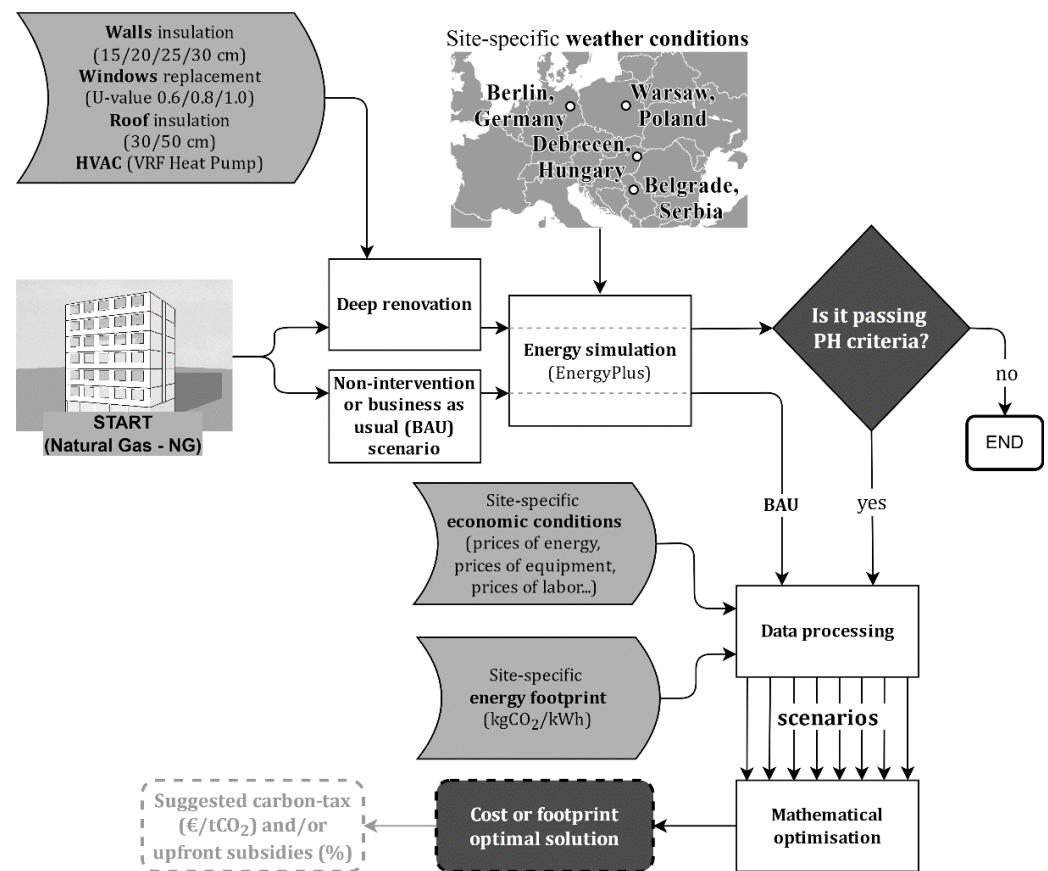 Walls insulation
(15/20/25/30 cm)
Windows replacement
(U-value 0.6/0.8/1.0)
Roof insulation
(30/50 cm)
HVAC (VRF Heat Pump)
Site-specific weather conditions
Berlin,
Germany
Warsaw,
Poland
Debrecen,
Hungary
Belgrade,
Serbia
START
(Natural Gas - NG)
Deep renovation
Non-intervention
or business as
usual (BAU)
scenario
Energy simulation
(EnergyPlus)
Is it passing
PH criteria?
no
END
BAU
yes
Site-specific
economic conditions
(prices of energy,
prices of equipment,
prices of labor...)
Site-specific
energy footprint
(kgCO2/kWh)
Data processing
scenarios
Mathematical
optimisation
Cost or footprint
optimal solution
Suggested carbon-tax
(€/tCO2) and/or
upfront subsidies (%)